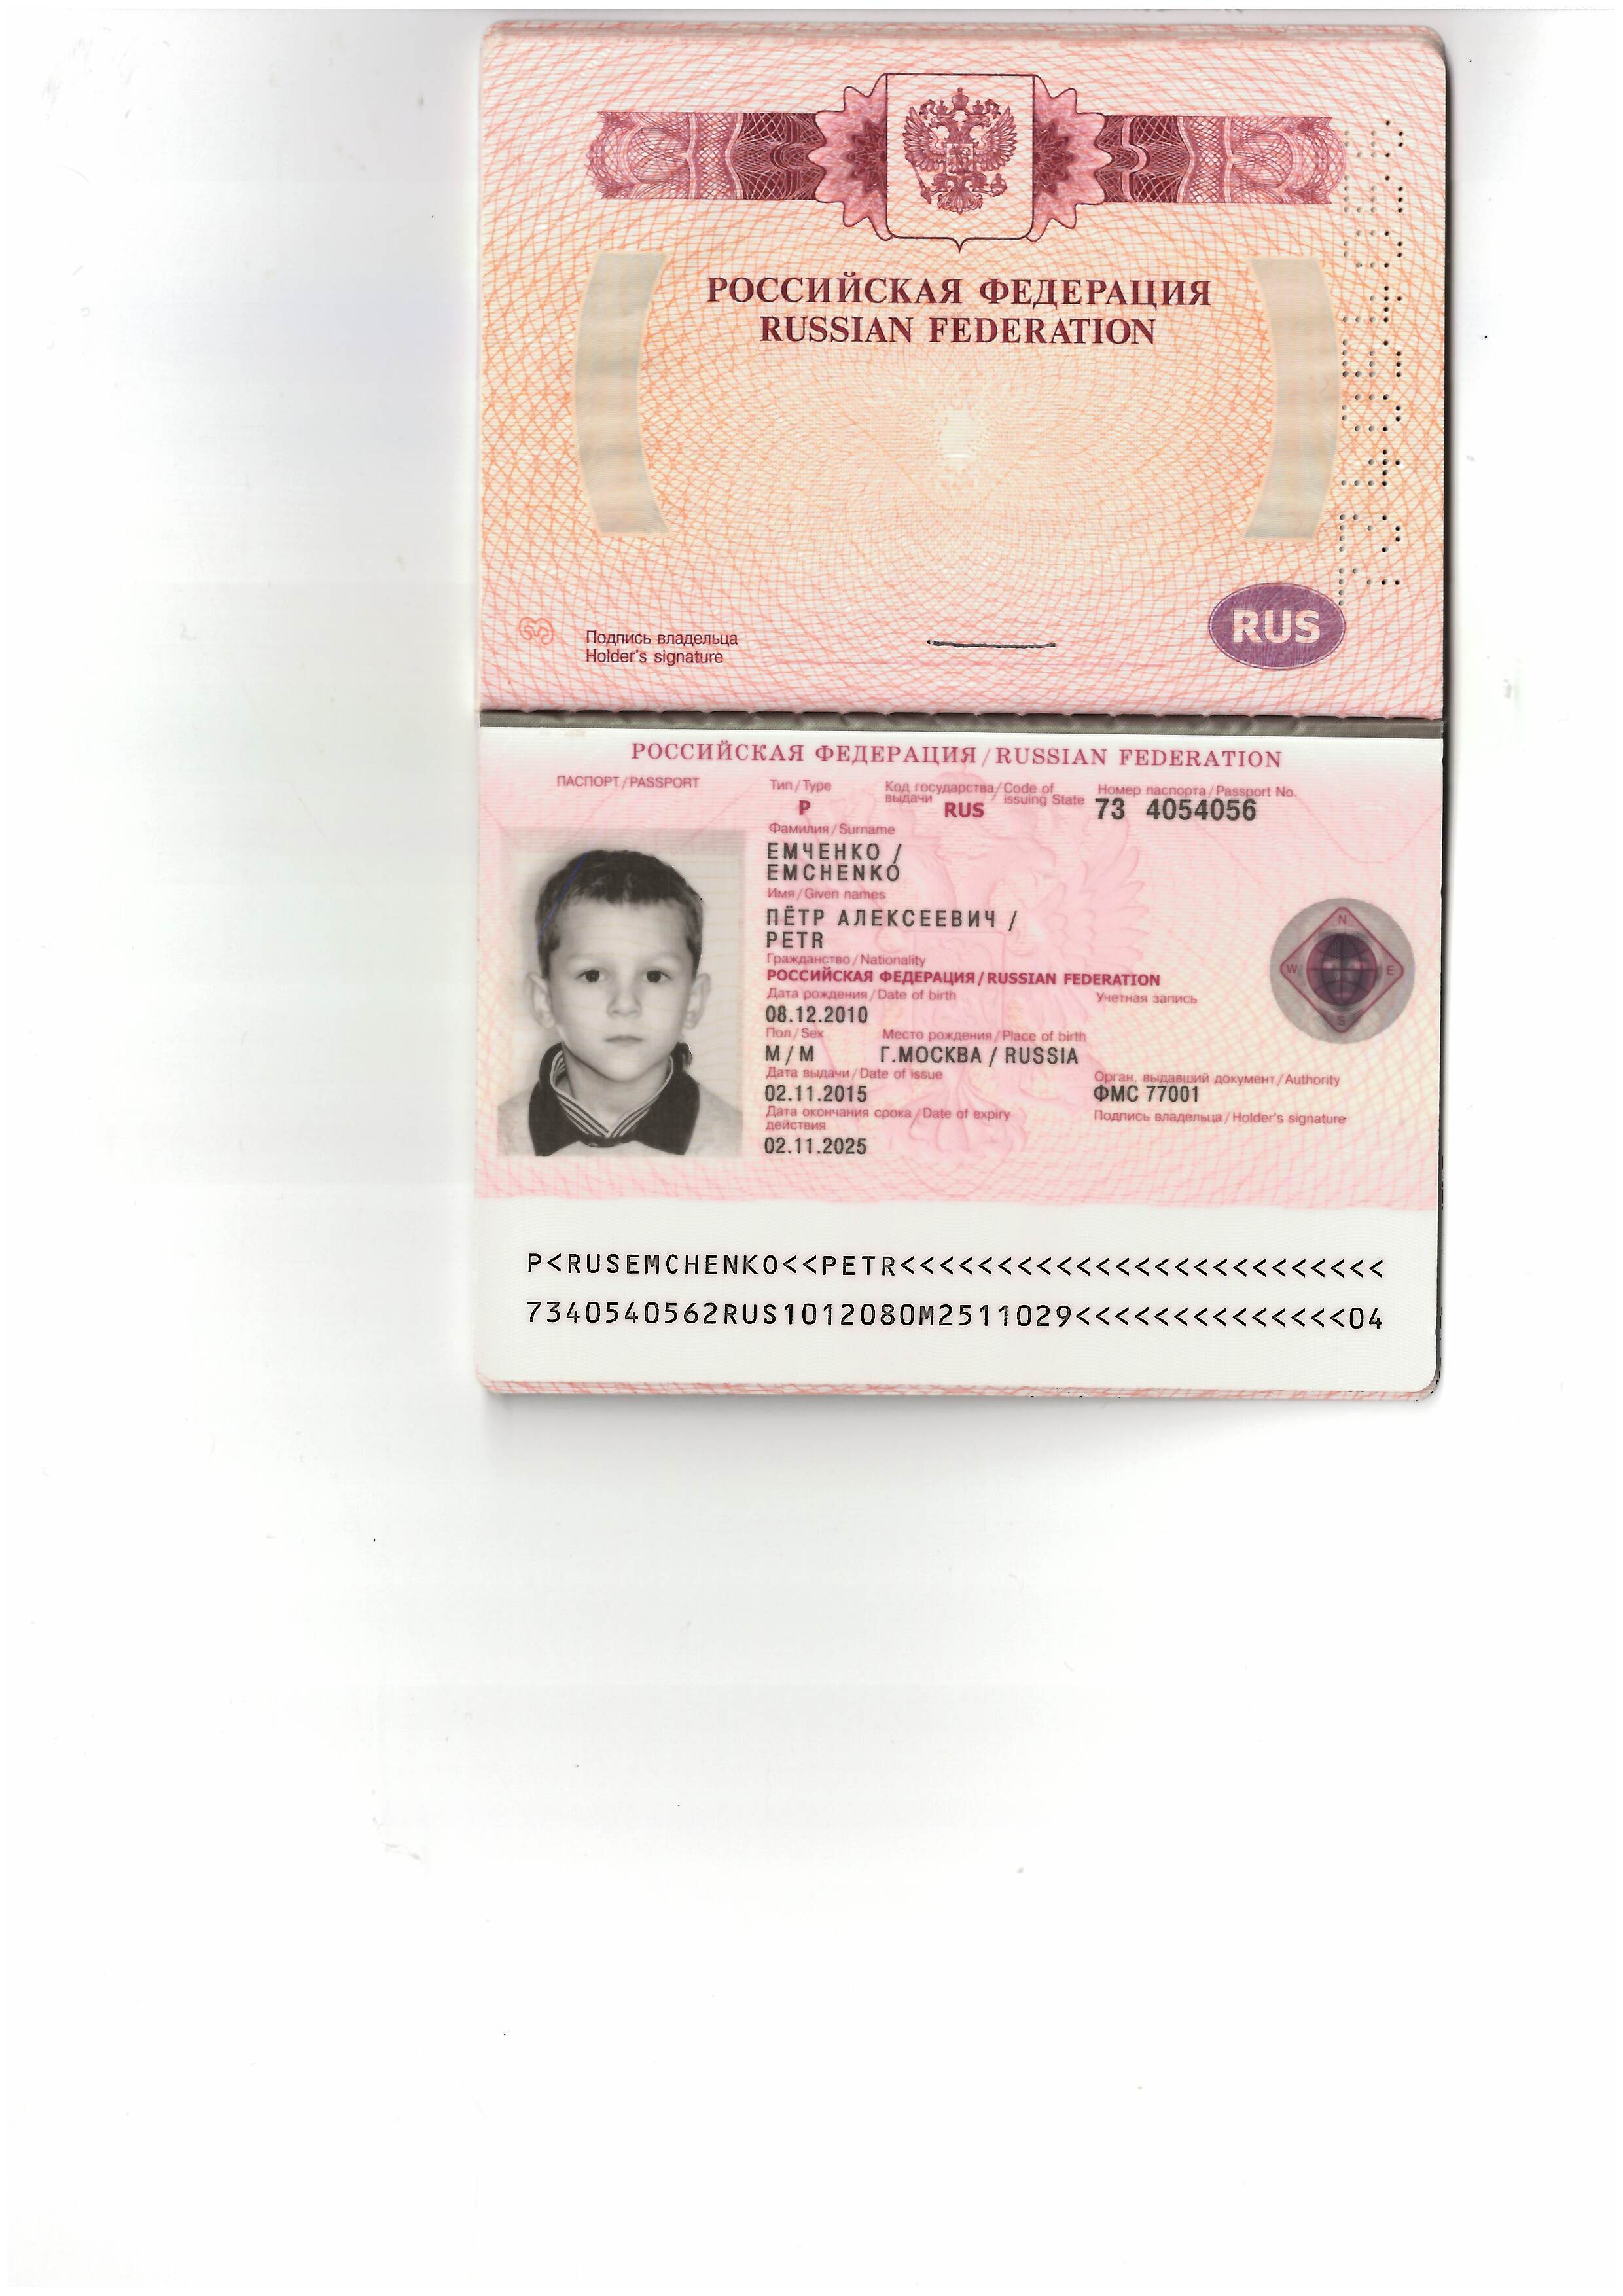 РОССИЙСКАЯ ФЕДЕРАЦИЯ
RUSSIAN FEDERATION
Подпись владельца
Holder's signature
RUS
РОССИЙСКАЯ ФЕДЕРАЦИЯ/RUSSIAN FEDERATION
ПАСПОРТ/PASSPORT
Тип/Type
P
Код государства/Code of
выдачи issuing State
RUS
Номер паспорта/Passport No.
73 4054056
Фамилия/Surname
ЕМЧЕНКО /
EMCHENKO
Имя/Given names
ПЁТР АЛЕКСЕЕВИЧ /
PETR
Гражданство/Nationality
РОССИЙСКАЯ ФЕДЕРАЦИЯ/RUSSIAN FEDERATION
Дата рождения/Date of birth
Учетная запись
08.12.2010
Пол/Sex
Место рождения/Place of birth
М/M
Г.МОСКВА / RUSSIA
Дата выдачи/Date of issue
Орган, выдавший документ/Authority
02.11.2015
ФМС 77001
Дата окончания срока/Date of expiry
действия
Подпись владельца/Holder's signature
02.11.2025
N
W
E
S
P<RUSEMCHENKO<<PETR<<<<<<<<<<<<<<<<<<<<<<<<<
7340540562RUS1012080M2511029<<<<<<<<<<<<<<04